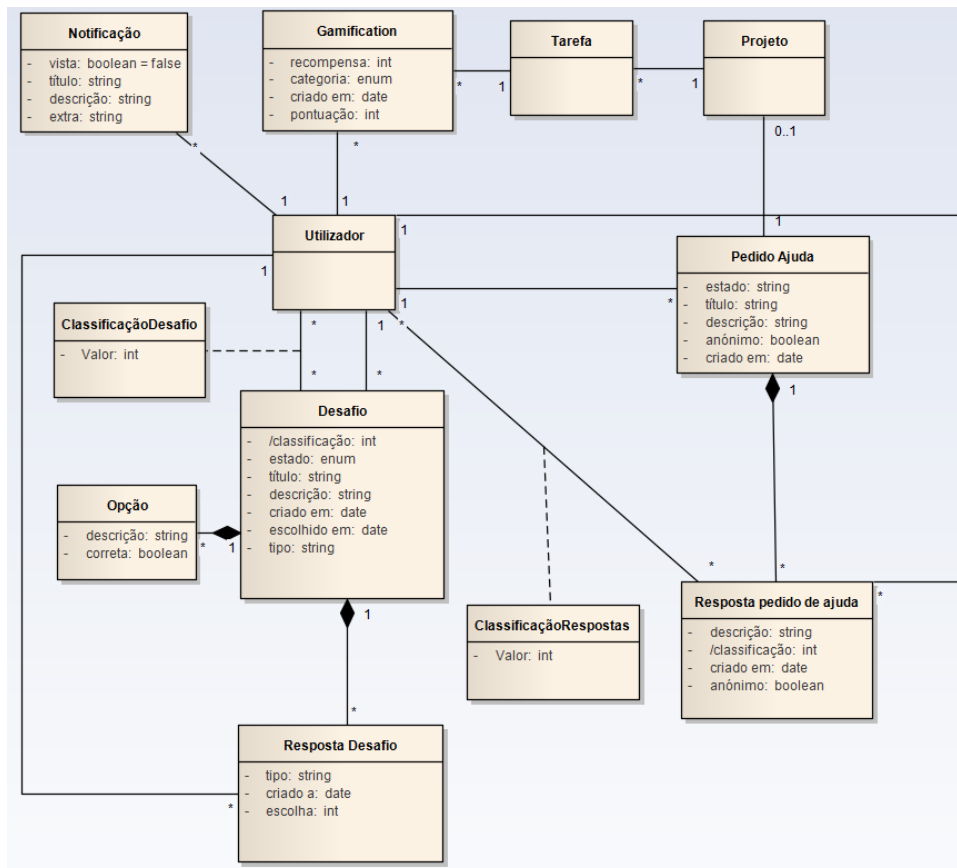 Notificação
- vista: boolean = false
- título: string
- descrição: string
- extra: string
*
1
Gamification
- recompensa: int
- categoria: enum
- criado em: date
- pontuação: int
*
1
*
1
Tarefa
*
1
Projeto
0..1
1
Utilizador
1
1
1
*
*
*
*
1
*
Pedido Ajuda
- estado: string
- título: string
- descrição: string
- anónimo: boolean
- criado em: date
1
*
ClassificaçãoDesafio
- Valor: int
Desafio
- /classificação: int
- estado: enum
- título: string
- descrição: string
- criado em: date
- escolhido em: date
- tipo: string
Opção
- descrição: string
- correta: boolean
*
1
1
*
ClassificaçãoRespostas
- Valor: int
*
*
Resposta pedido de ajuda
- descrição: string
- /classificação: int
- criado em: date
- anónimo: boolean
Resposta Desafio
- tipo: string
- criado a: date
- escolha: int
*